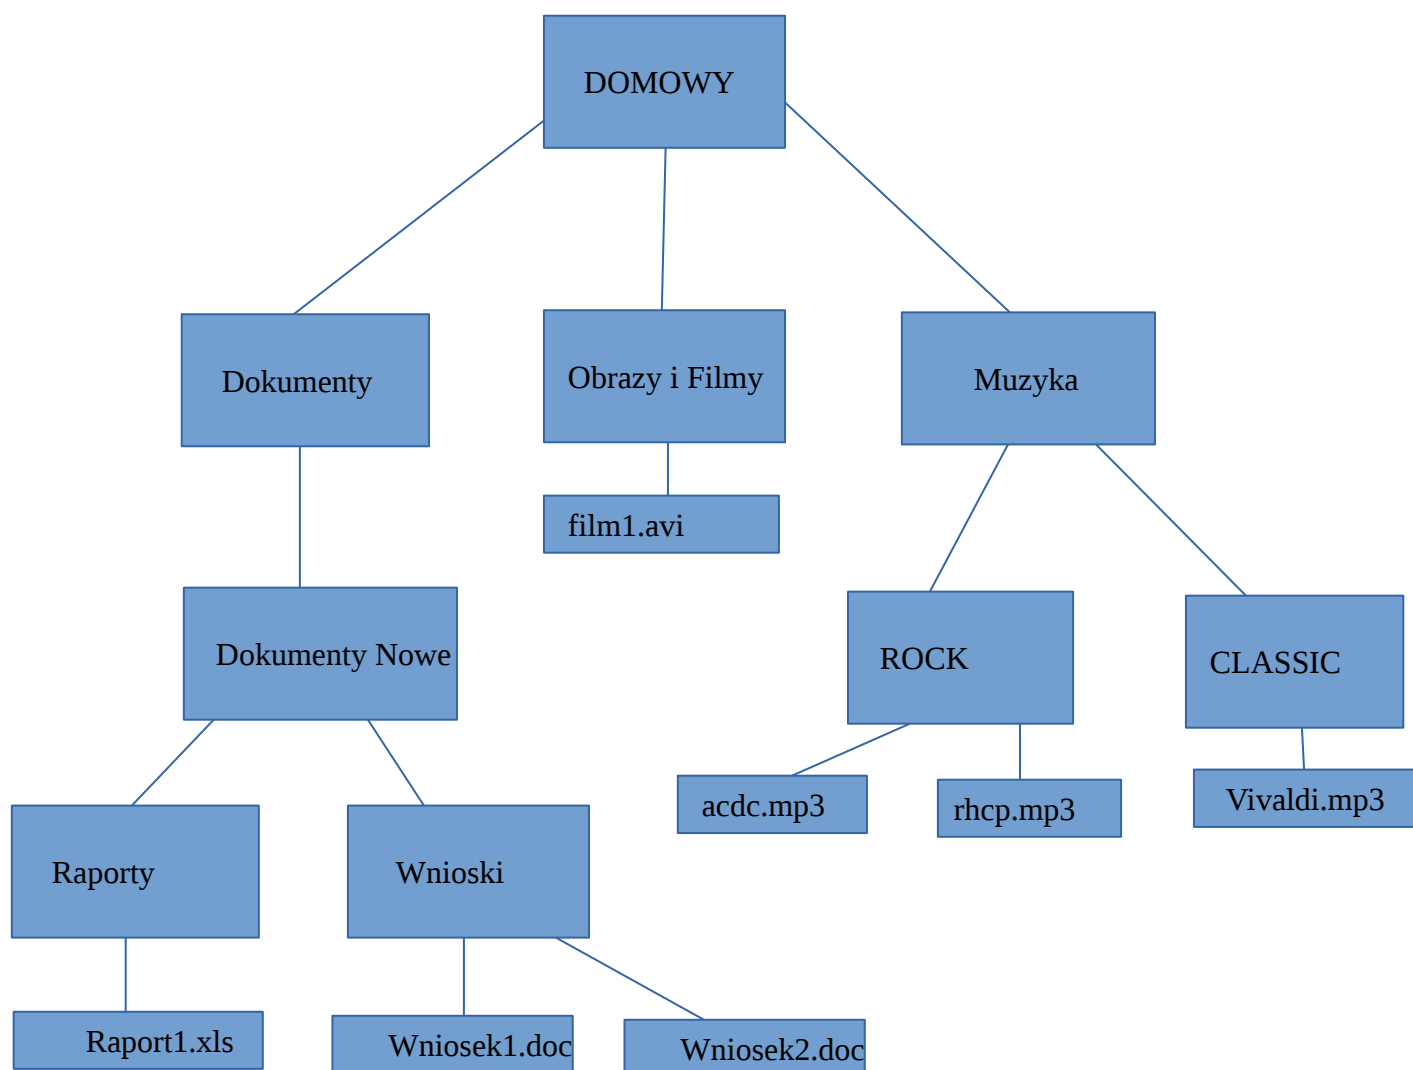 DOMOWY
Dokumenty
Obrazy i Filmy
Muzyka
film1.avi
Dokumenty Nowe
ROCK
CLASSIC
acdc.mp3
rhcp.mp3
Vivaldi.mp3
Raporty
Wnioski
Raport1.xls
Wniosek1.doc
Wniosek2.doc